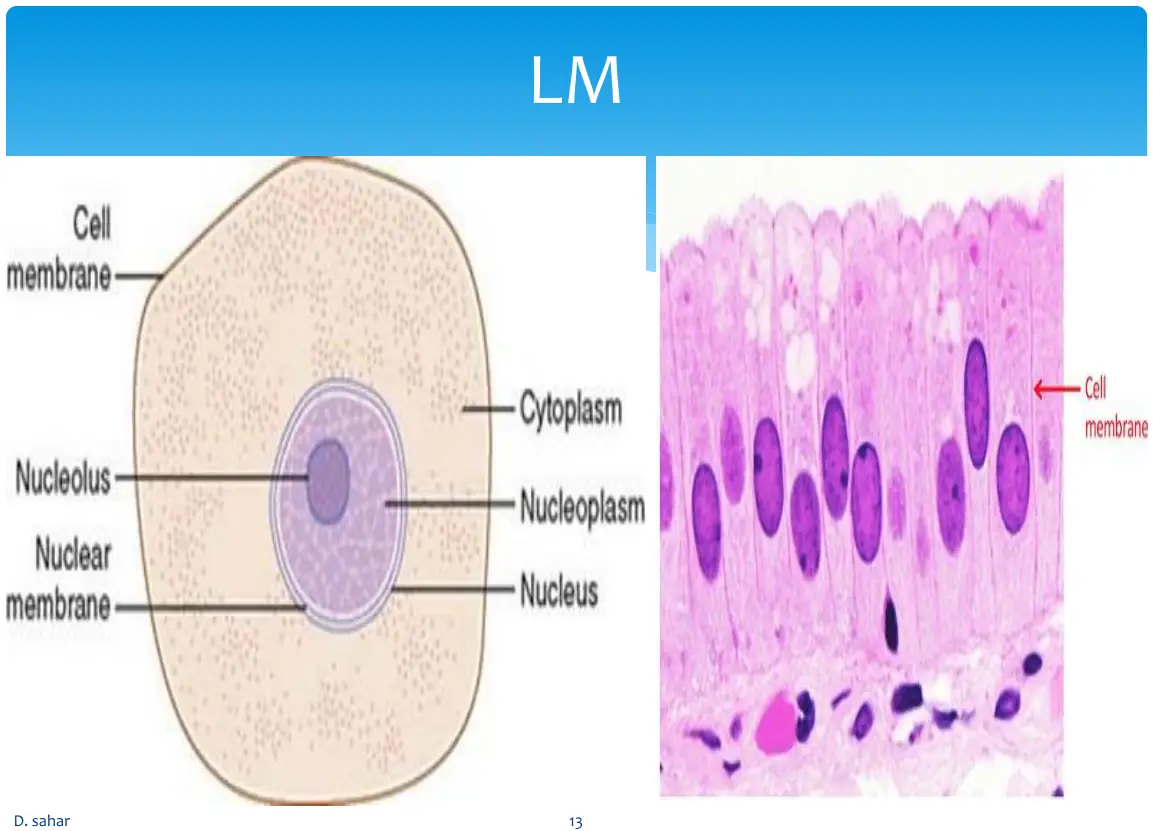 LM
Cell
membrane
Nucleolus
Nuclear
membrane
Cytoplasm
Nucleoplasm
Nucleus
Cell
membrane
D. sahar
13